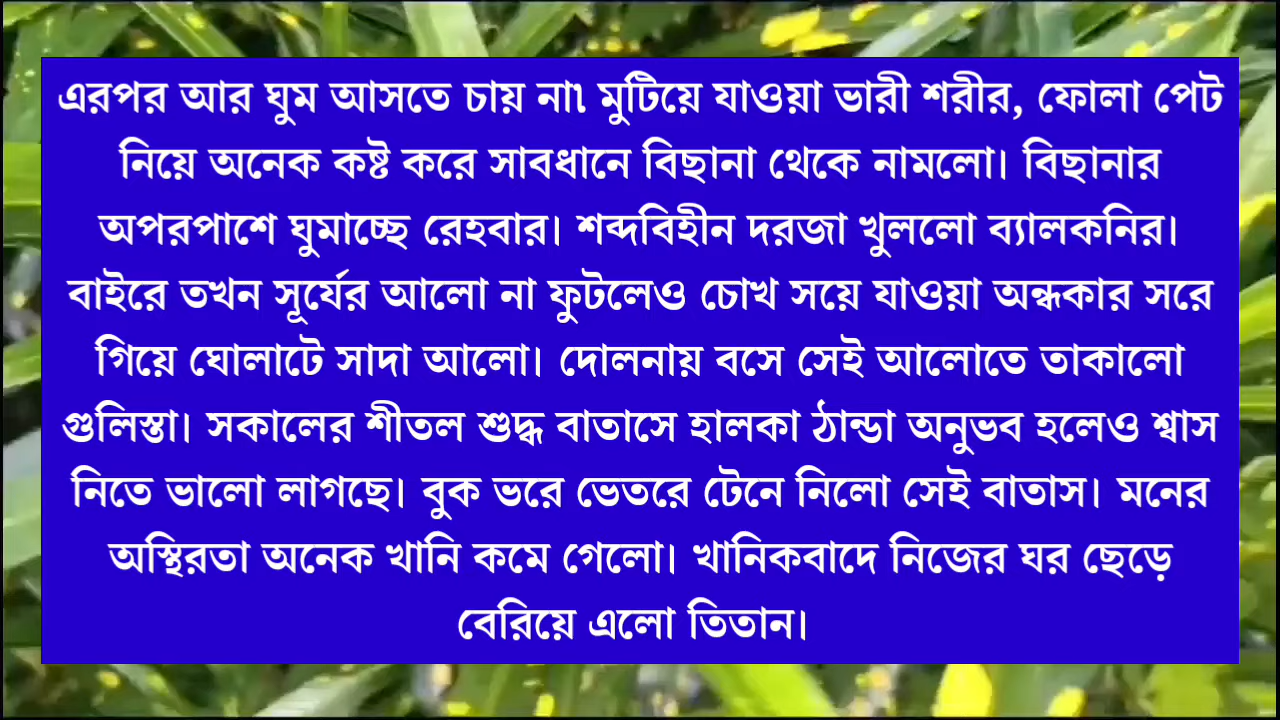 এরপর আর ঘুম আসতে চায় না৷ মুটিয়ে যাওয়া ভারী শরীর, ফোলা পেট
নিয়ে অনেক কষ্ট করে সাবধানে বিছানা থেকে নামলো। বিছানার
অপরপাশে ঘুমাচ্ছে রেহবার। শব্দবিহীন দরজা খুললো ব্যালকনির।
বাইরে তখন সূর্যের আলো না ফুটলেও চোখ সয়ে যাওয়া অন্ধকার সরে
গিয়ে ঘোলাটে সাদা আলো। দোলনায় বসে সেই আলোতে তাকালো
গুলিস্তা। সকালের শীতল শুদ্ধ বাতাসে হালকা ঠান্ডা অনুভব হলেও শ্বাস
নিতে ভালো লাগছে। বুক ভরে ভেতরে টেনে নিলো সেই বাতাস। মনের
অস্থিরতা অনেক খানি কমে গেলো। খানিকবাদে নিজের ঘর ছেড়ে
বেরিয়ে এলো তিতান।